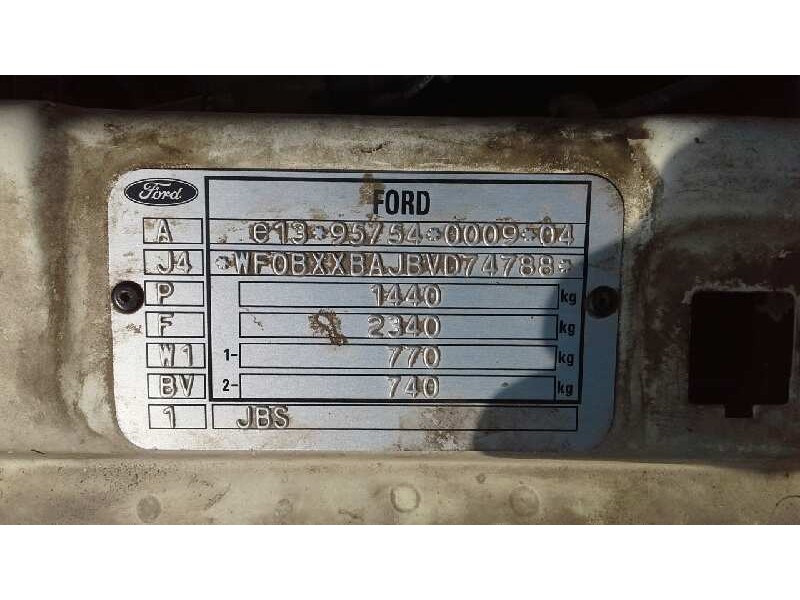 Ford FORD
A e13*95/54*0009*04
J4 *WF0BXXBAJBVD74788*
P 1440 kg
F 2340 kg
W1 1- 770 kg
BV 2- 740 kg
1 JBS